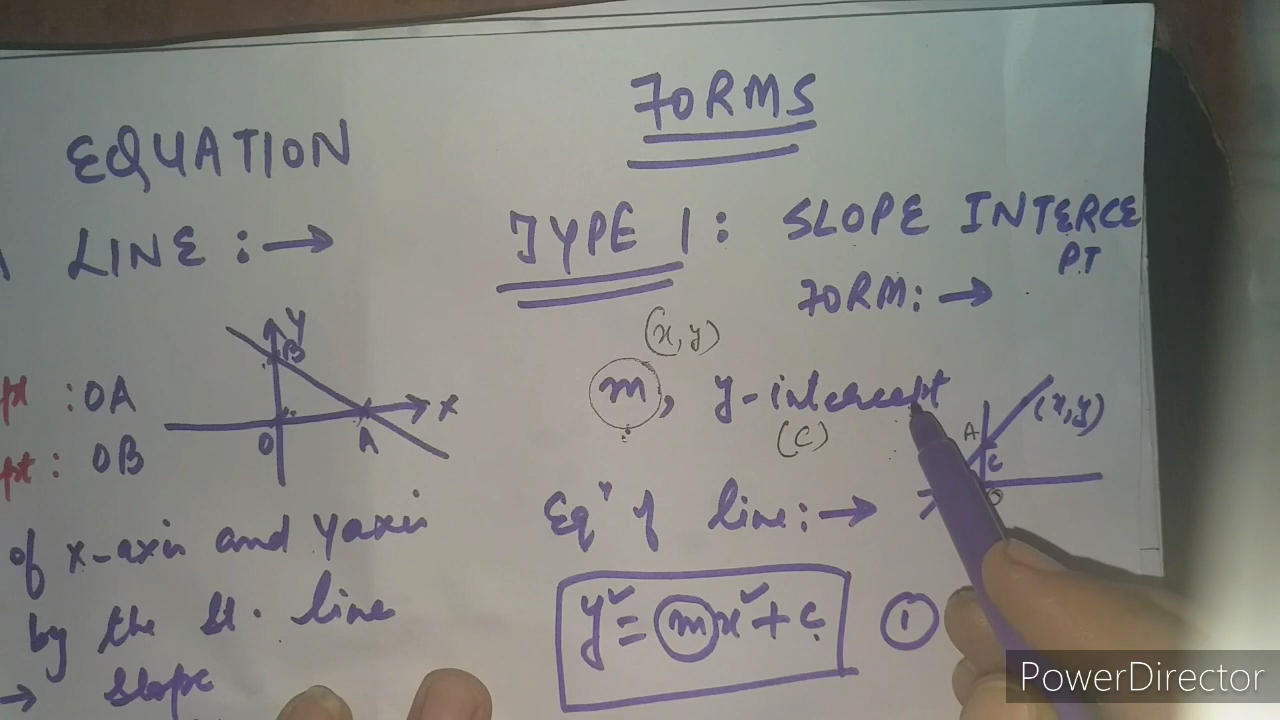 EQUATION
LINE : →
: OA
: OB
Y
B
O
A
X
of x-axis and Yaxis
by the st. line
→ slope
FORMS
TYPE 1 : SLOPE INTERCE
PT
FORM: →
(x, y)
m, y-intercept
(C)
A
(x,y)
C
O
Eqn of line: →
y = mx + c
1
PowerDirector